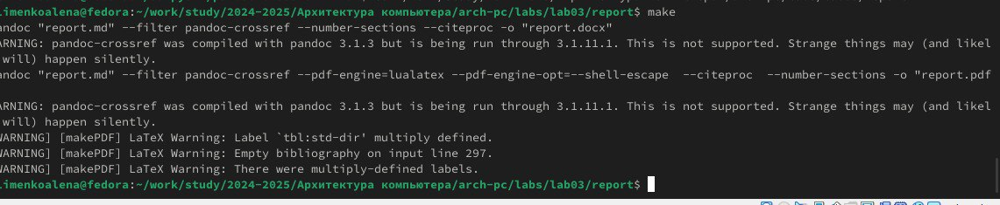 limenkoalena@fedora:~/work/study/2024-2025/Архитектура компьютера/arch-pc/labs/lab03/report$ make
andoc "report.md" --filter pandoc-crossref --number-sections --citeproc -o "report.docx"
ARNING: pandoc-crossref was compiled with pandoc 3.1.3 but is being run through 3.1.11.1. This is not supported. Strange things may (and likel
will) happen silently.
andoc "report.md" --filter pandoc-crossref --pdf-engine=lualatex --pdf-engine-opt=--shell-escape  --citeproc  --number-sections -o "report.pdf
ARNING: pandoc-crossref was compiled with pandoc 3.1.3 but is being run through 3.1.11.1. This is not supported. Strange things may (and likel
will) happen silently.
WARNING] [makePDF] LaTeX Warning: Label `tbl:std-dir' multiply defined.
WARNING] [makePDF] LaTeX Warning: Empty bibliography on input line 297.
WARNING] [makePDF] LaTeX Warning: There were multiply-defined labels.
limenkoalena@fedora:~/work/study/2024-2025/Архитектура компьютера/arch-pc/labs/lab03/report$